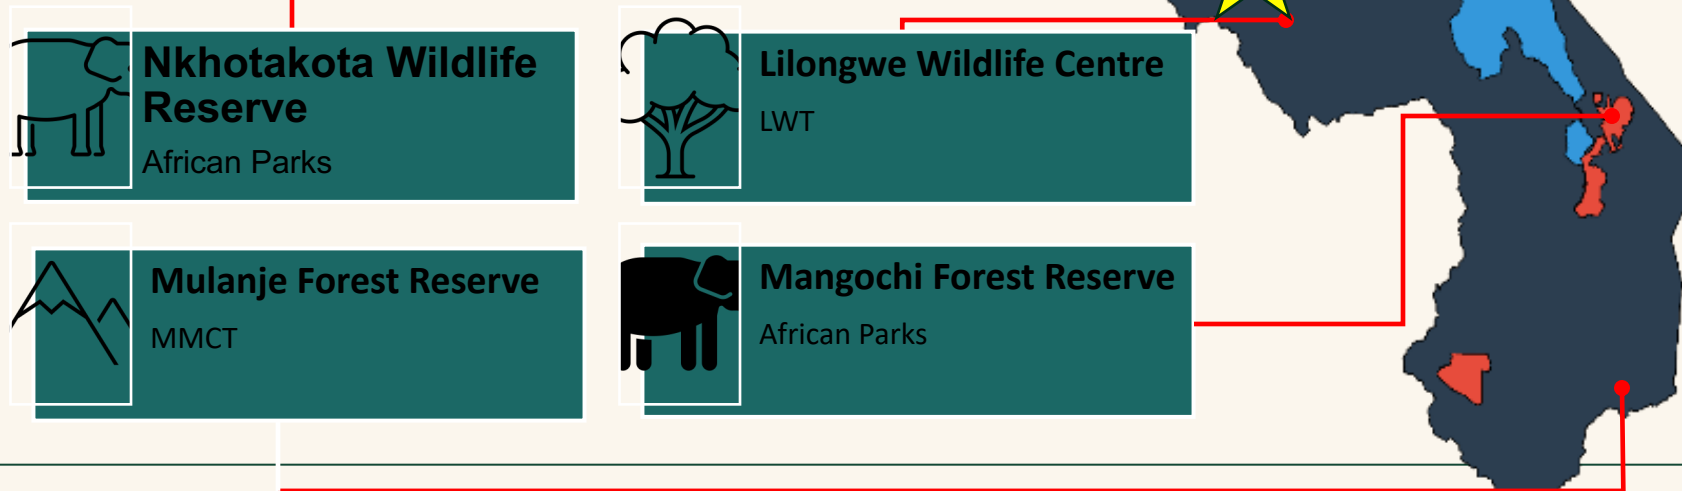 Nkhotakota Wildlife
Reserve
African Parks
Lilongwe Wildlife Centre
LWT
Mulanje Forest Reserve
MMCT
Mangochi Forest Reserve
African Parks